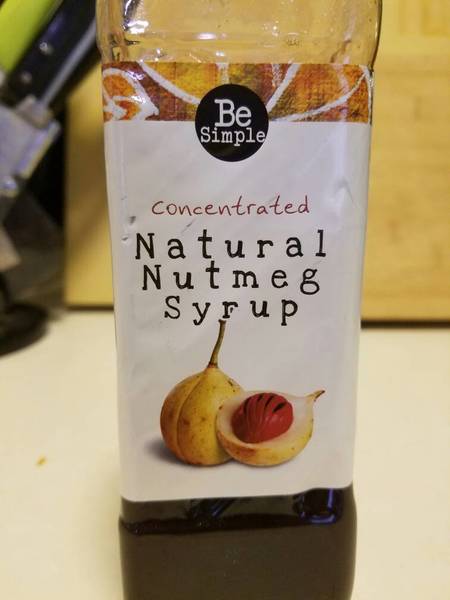 Be
Simple
concentrated
Natural
Nutmeg
Syrup